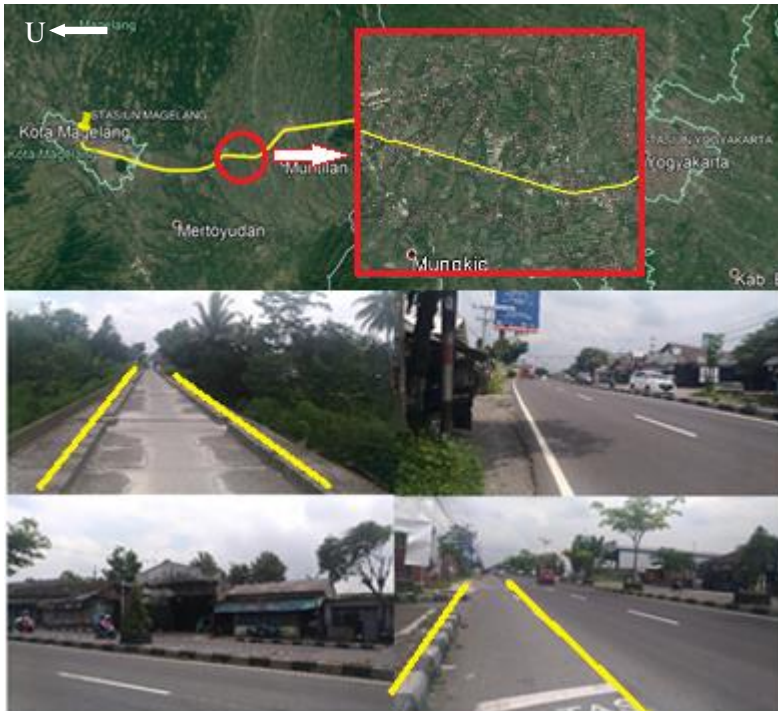 U
Magelang
STASIUN MAGELANG
Kota Magelang
Kota Magelang
Muntilan
Mertoyudan
Mungkid
STASIUN YOGYAKARTA
Yogyakarta
Kab. B